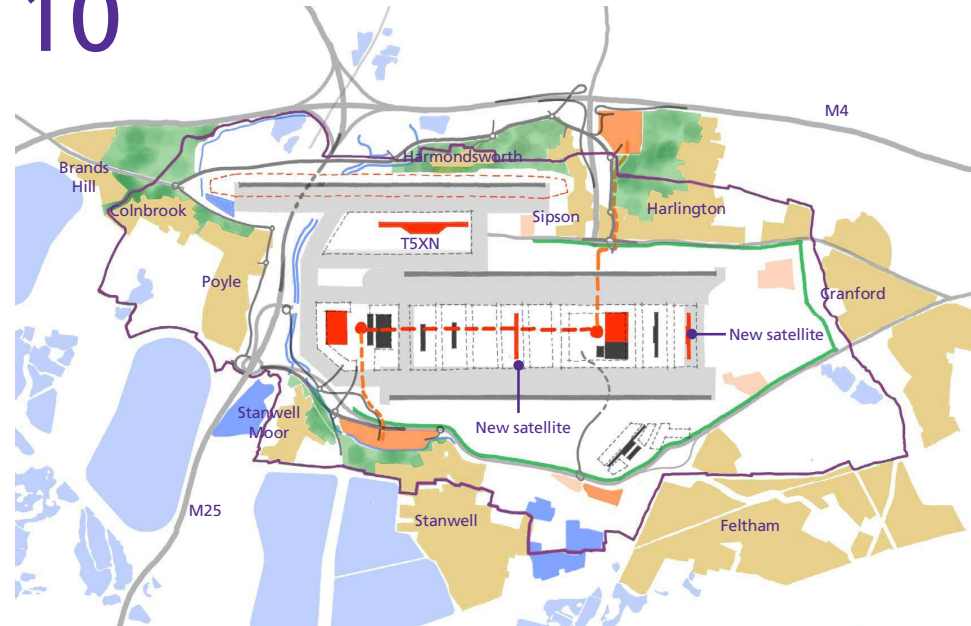 10
M4
Harmondsworth
Brands
Hill
Colnbrook
Sipson
Harlington
T5XN
Poyle
Cranford
New satellite
Stanwell
Moor
New satellite
M25
Stanwell
Feltham